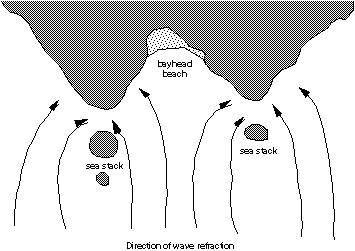 bayhead
beach
sea stack
sea stack
Direction of wave refraction